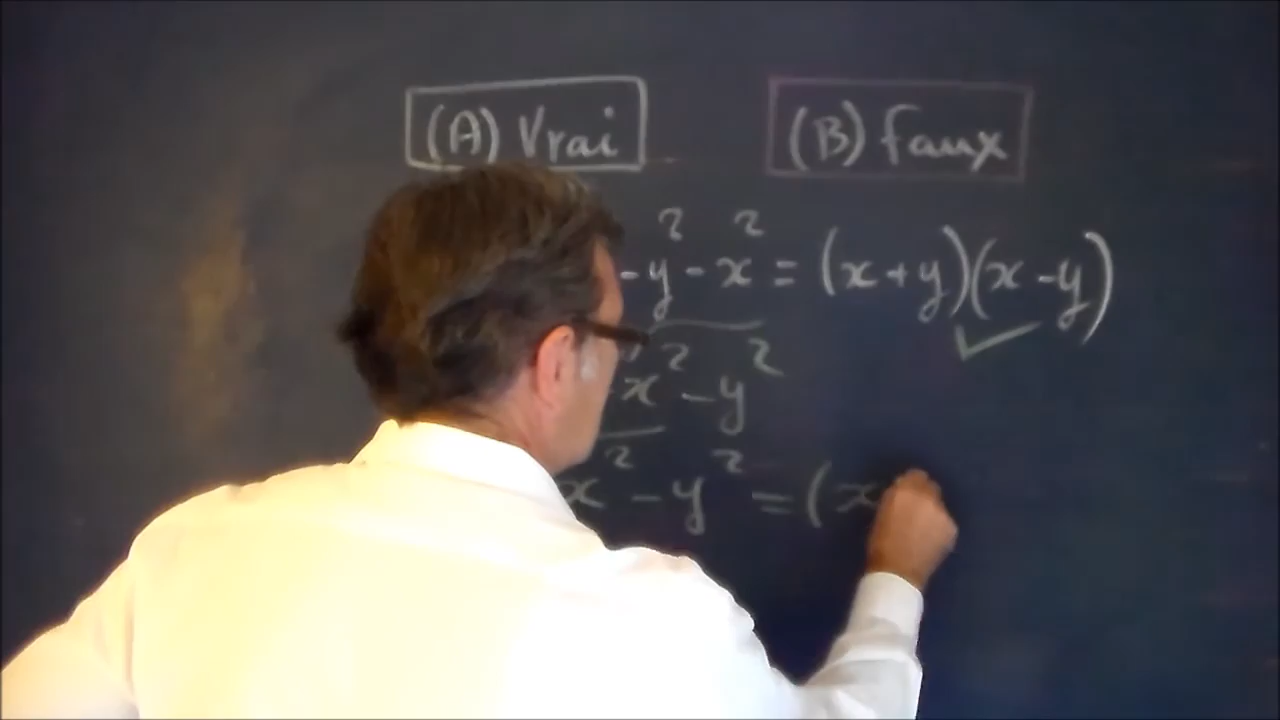 (A) Vrai (B) faux
-y² - x² = (x + y)(x - y)
x² - y²
x² - y² = (x